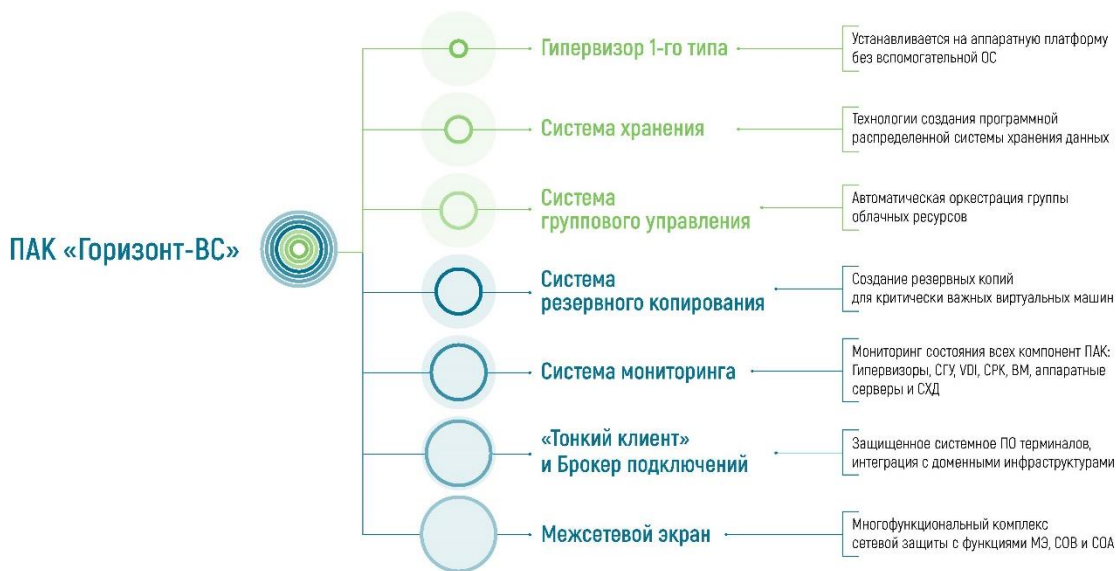 ПАК «Горизонт-ВС»
Гипервизор 1-го типа
Устанавливается на аппаратную платформу
без вспомогательной ОС
Система хранения
Технологии создания программной
распределенной системы хранения данных
Система
группового управления
Автоматическая оркестрация группы
облачных ресурсов
Система
резервного копирования
Создание резервных копий
для критически важных виртуальных машин
Система мониторинга
Мониторинг состояния всех компонент ПАК:
Гипервизоры, СГУ, VDI, СРК, ВМ, аппаратные
серверы и СХД
«Тонкий клиент»
и Брокер подключений
Защищенное системное ПО терминалов,
интеграция с доменными инфраструктурами
Межсетевой экран
Многофункциональный комплекс
сетевой защиты с функциями МЭ, СОВ и СОА